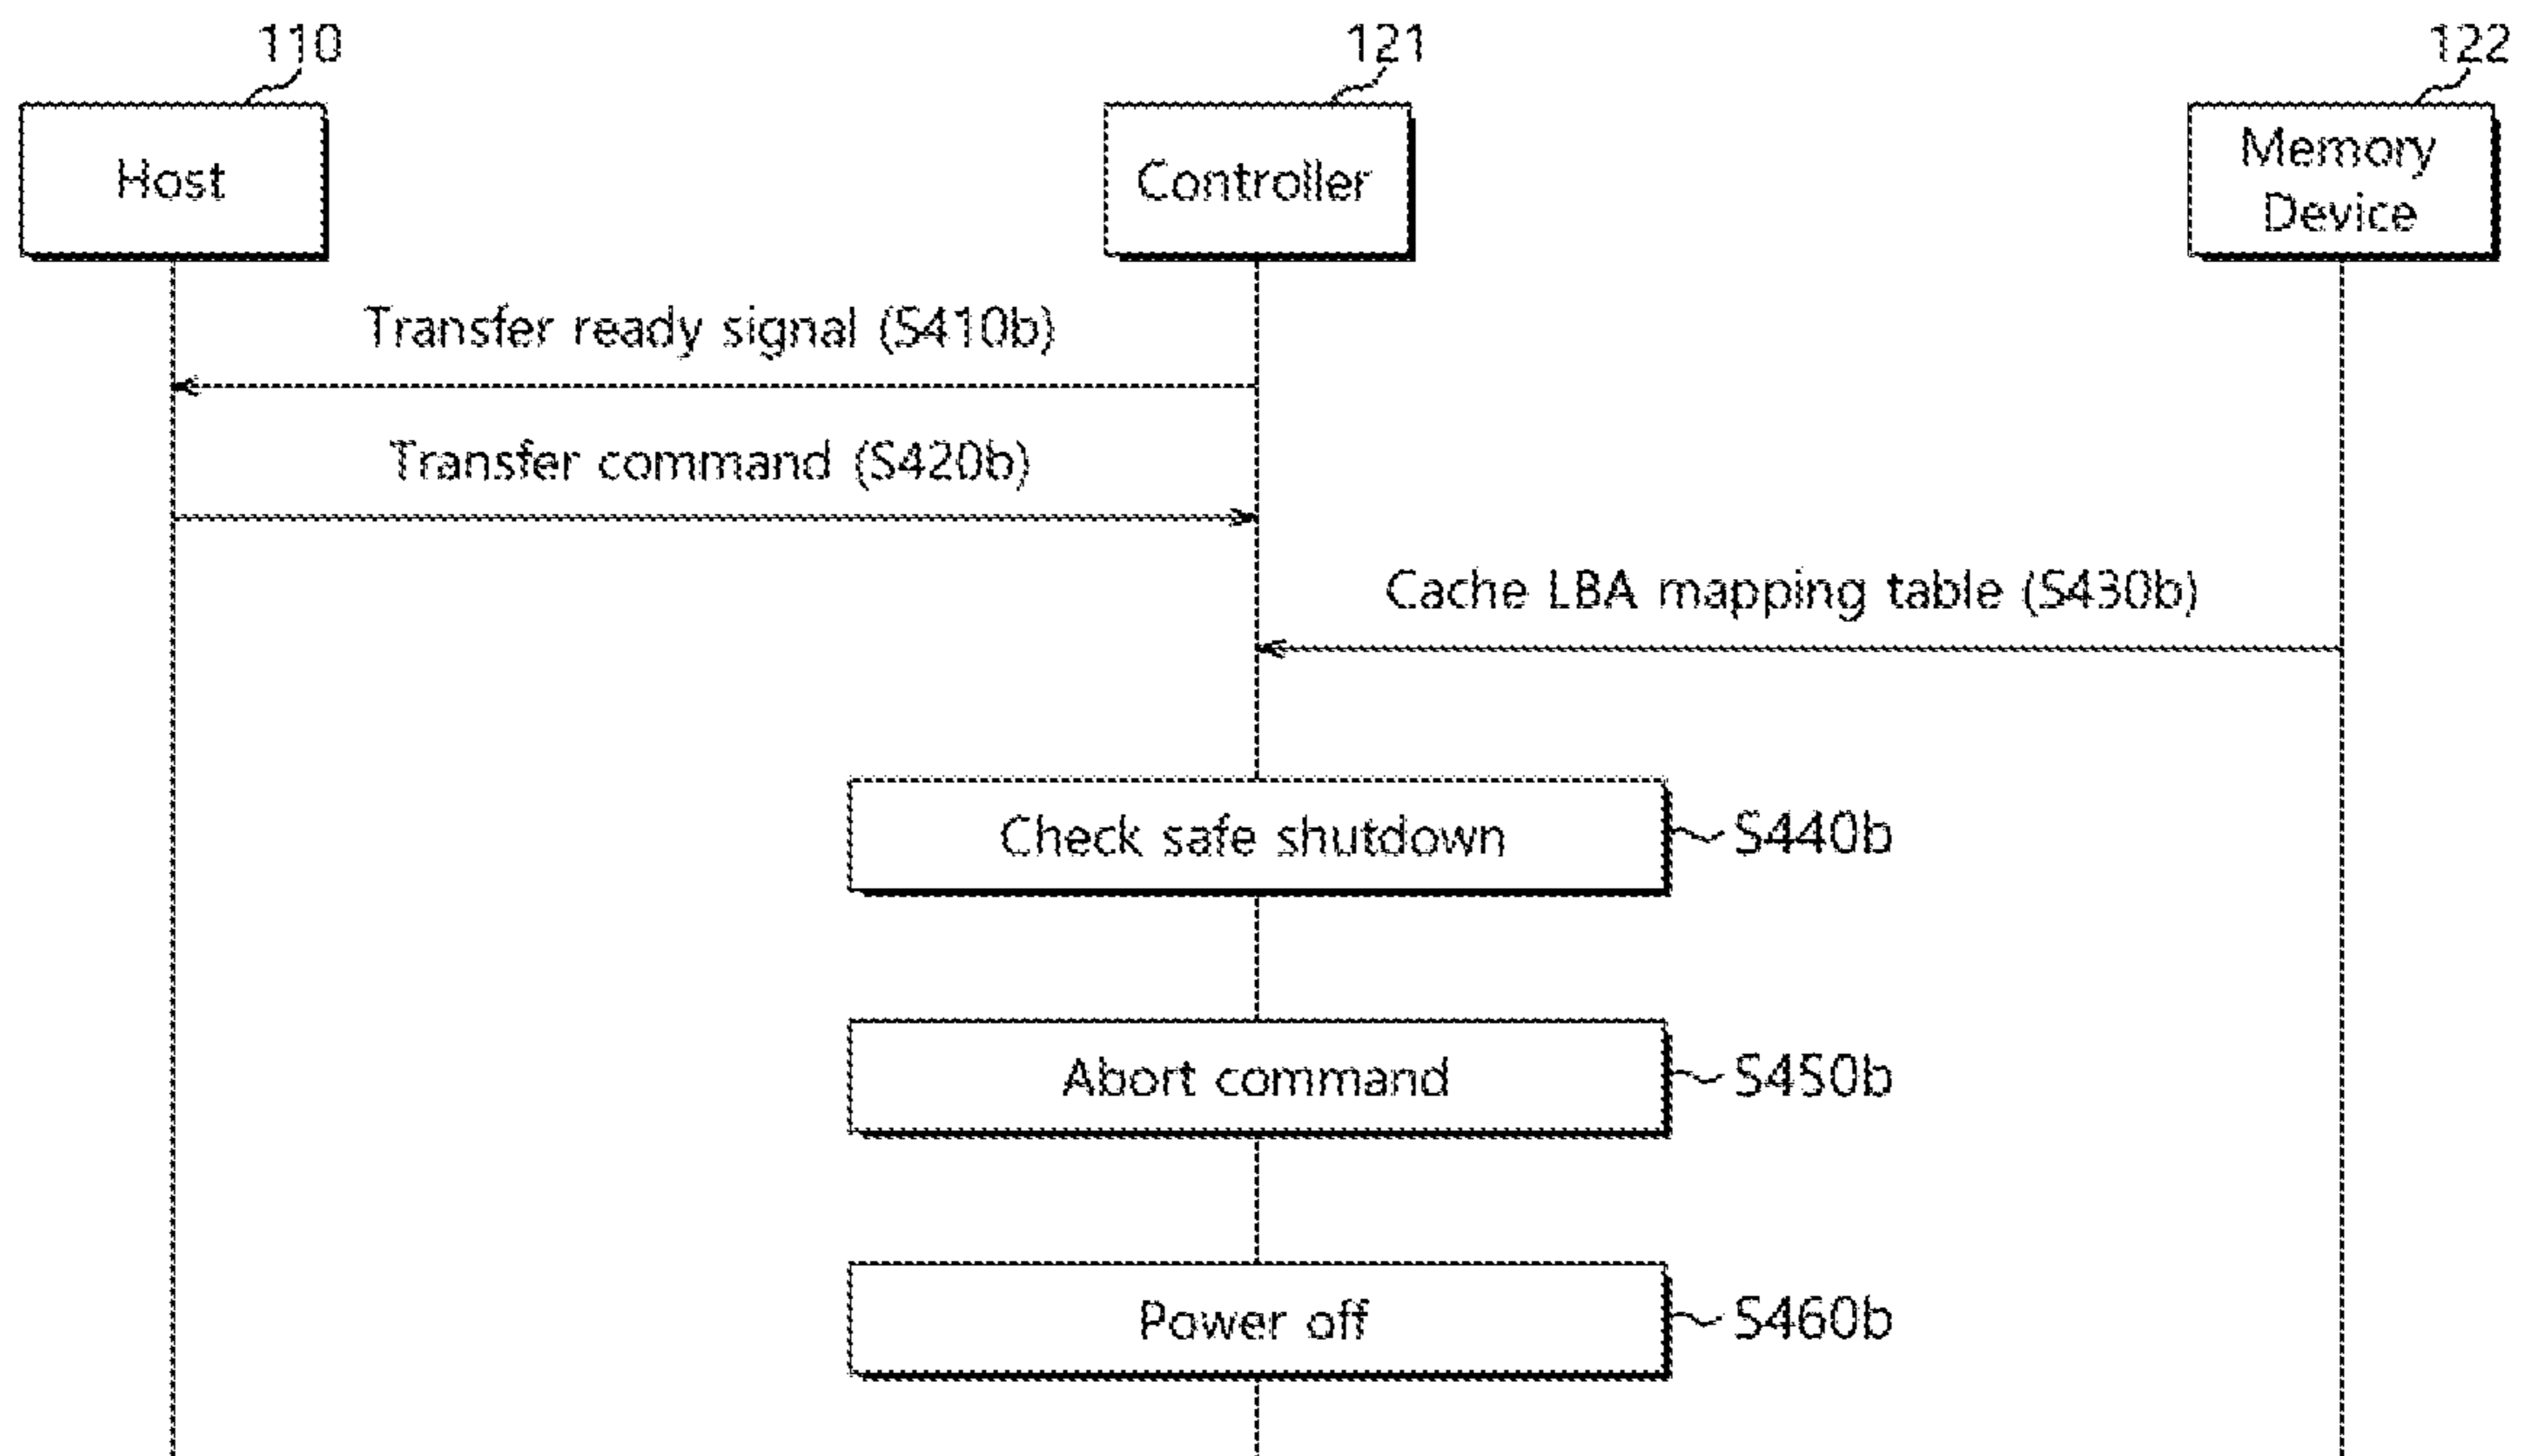 110
121
122
Host
Controller
Memory
Device
Transfer ready signal (S410b)
Transfer command (S420b)
Cache LBA mapping table (S430b)
Check safe shutdown
S440b
Abort command
S450b
Power off
S460b